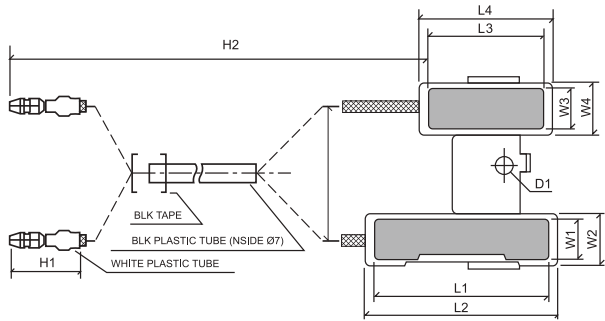 L4
H2
L3
W3
W4
D1
BLK TAPE
BLK PLASTIC TUBE (NSIDE Ø7)
WHITE PLASTIC TUBE
H1
W1
W2
L1
L2